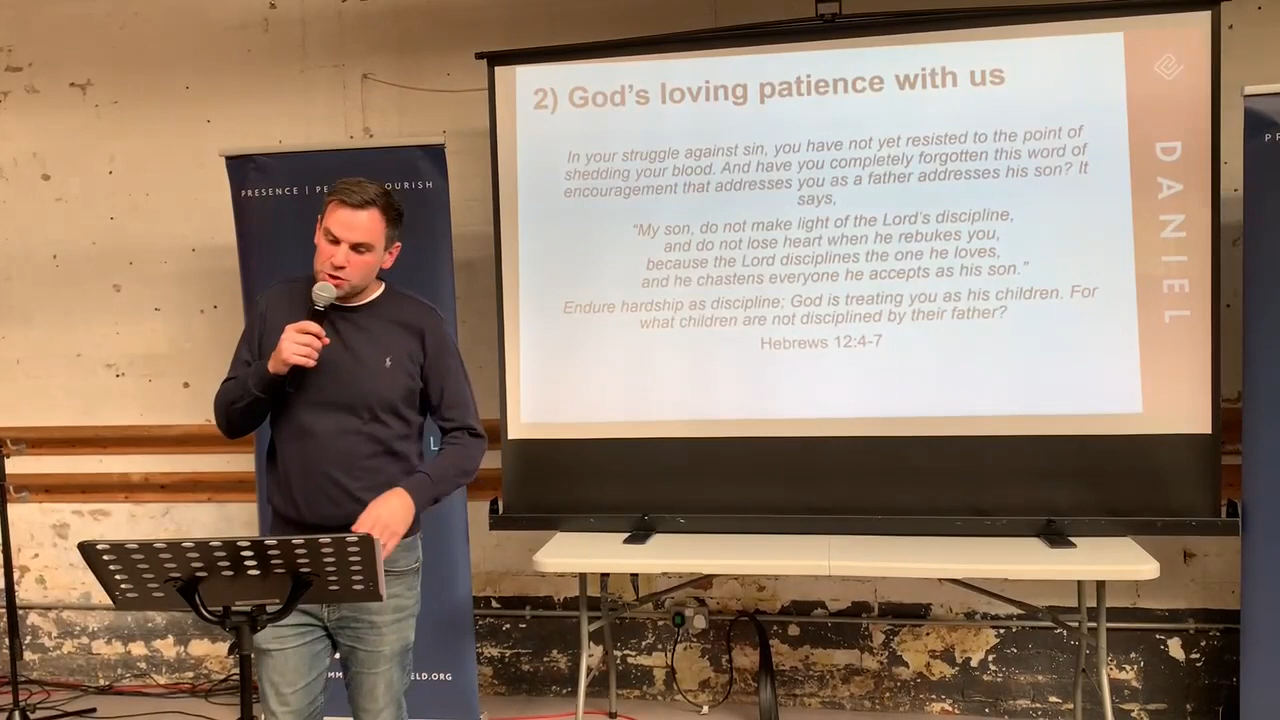 2) God's loving patience with us
In your struggle against sin, you have not yet resisted to the point of
shedding your blood. And have you completely forgotten this word of
encouragement that addresses you as a father addresses his son? It
says,
“My son, do not make light of the Lord's discipline,
and do not lose heart when he rebukes you,
because the Lord disciplines the one he loves,
and he chastens everyone he accepts as his son.”
Endure hardship as discipline; God is treating you as his children. For
what children are not disciplined by their father?
Hebrews 12:4-7
DANIEL
PRESENCE |